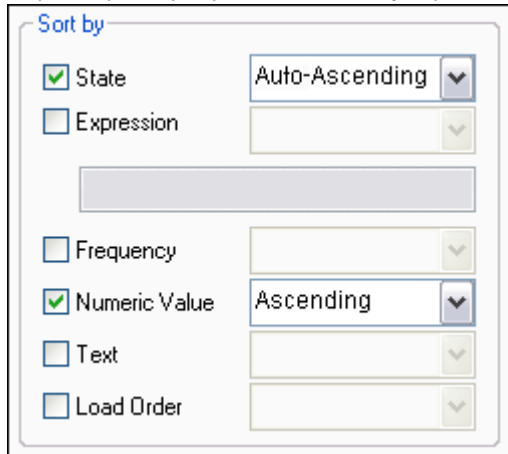 Sort by
State Auto-Ascending
Expression
Frequency
Numeric Value Ascending
Text
Load Order